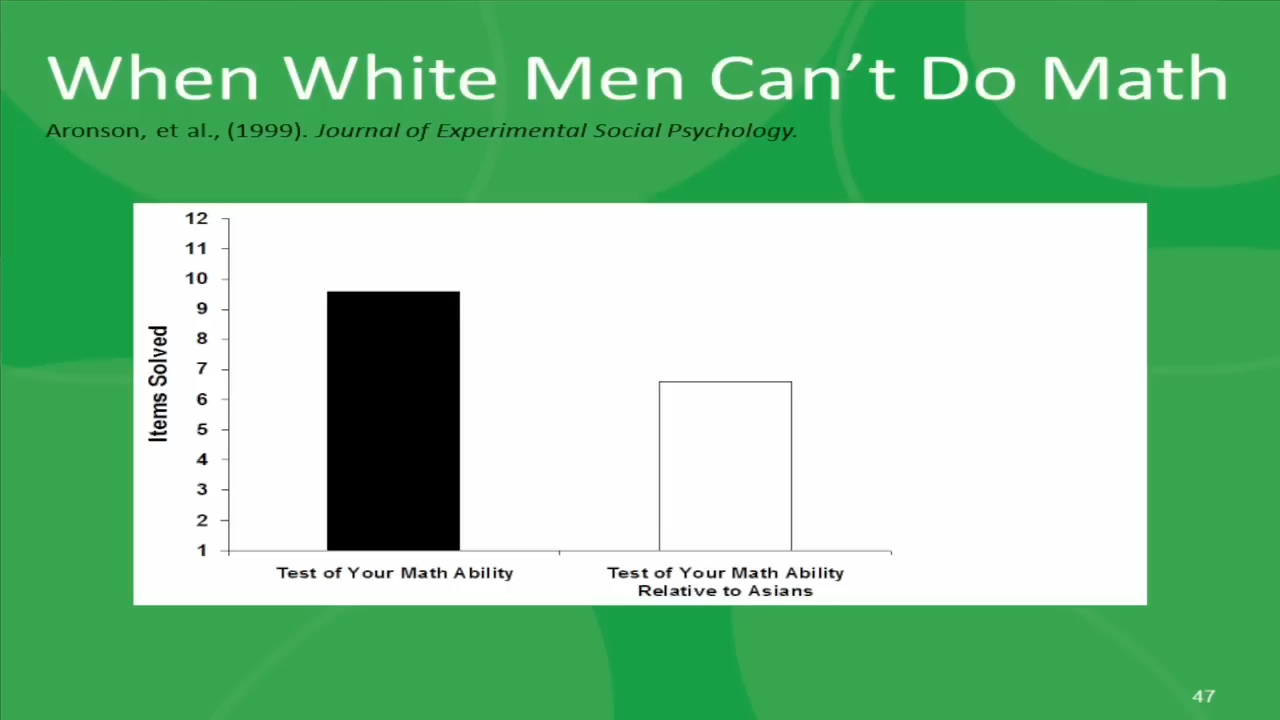 When White Men Can't Do Math
Aronson, et al., (1999). Journal of Experimental Social Psychology.
12
11
10
9
8
7
6
5
4
3
2
1
Items Solved
Test of Your Math Ability
Test of Your Math Ability
Relative to Asians
47